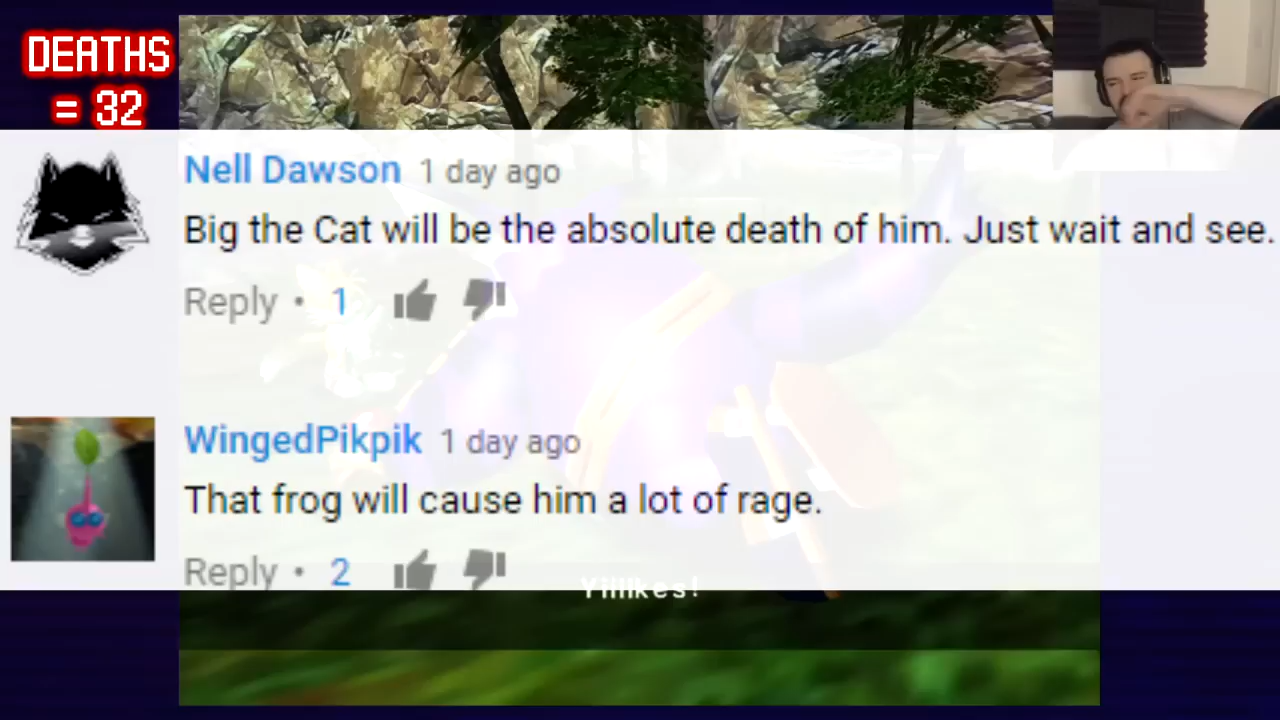 DEATHS
= 32
Nell Dawson 1 day ago
Big the Cat will be the absolute death of him. Just wait and see.
Reply • 1
WingedPikpik 1 day ago
That frog will cause him a lot of rage.
Reply • 2
Yiiiikes!